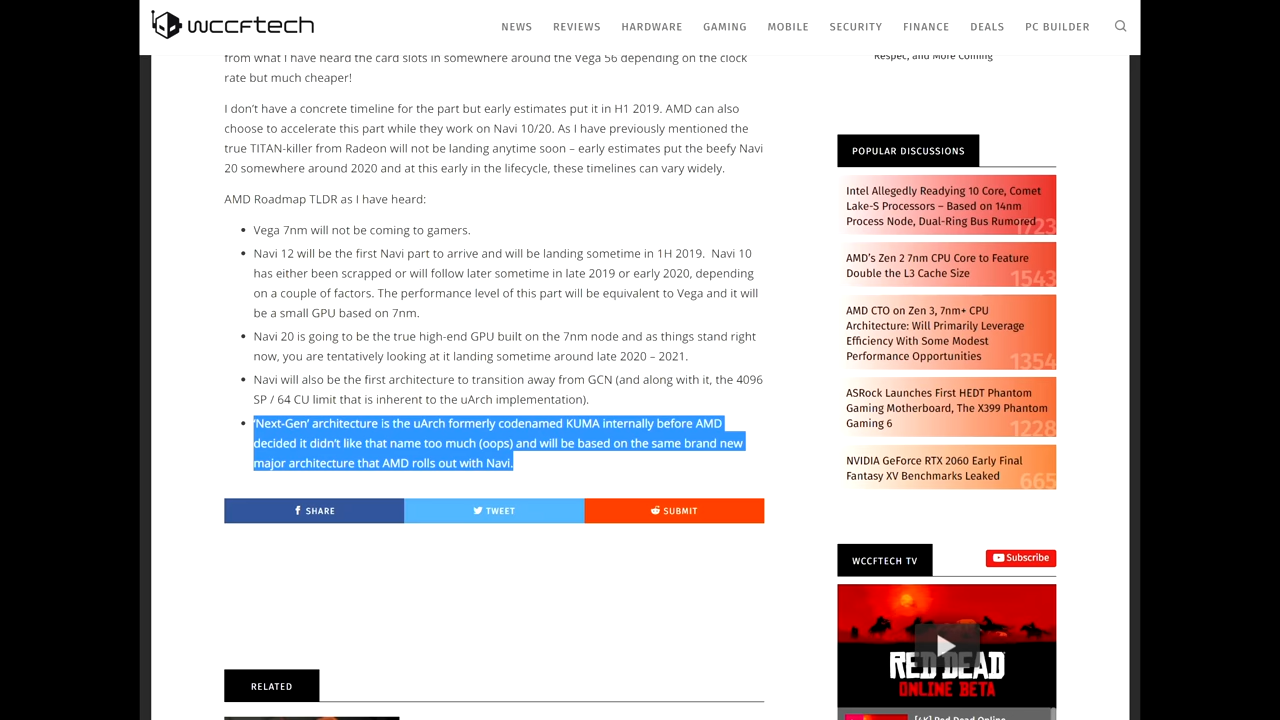 wccftech
NEWS
REVIEWS
HARDWARE
GAMING
MOBILE
SECURITY
FINANCE
DEALS
PC BUILDER
from what I have heard the card slots in somewhere around the Vega 56 depending on the clock
rate but much cheaper!
I don’t have a concrete timeline for the part but early estimates put it in H1 2019. AMD can also
choose to accelerate this part while they work on Navi 10/20. As I have previously mentioned the
true TITAN-killer from Radeon will not be landing anytime soon – early estimates put the beefy Navi
20 somewhere around 2020 and at this early in the lifecycle, these timelines can vary widely.
AMD Roadmap TLDR as I have heard:
• Vega 7nm will not be coming to gamers.
• Navi 12 will be the first Navi part to arrive and will be landing sometime in 1H 2019. Navi 10
has either been scrapped or will follow later sometime in late 2019 or early 2020, depending
on a couple of factors. The performance level of this part will be equivalent to Vega and it will
be a small GPU based on 7nm.
• Navi 20 is going to be the true high-end GPU built on the 7nm node and as things stand right
now, you are tentatively looking at it landing sometime around late 2020 – 2021.
• Navi will also be the first architecture to transition away from GCN (and along with it, the 4096
SP / 64 CU limit that is inherent to the uArch implementation).
• ‘Next-Gen’ architecture is the uArch formerly codenamed KUMA internally before AMD
decided it didn’t like that name too much (oops) and will be based on the same brand new
major architecture that AMD rolls out with Navi.
SHARE
TWEET
SUBMIT
RELATED
Respec, and More Coming
POPULAR DISCUSSIONS
Intel Allegedly Readying 10 Core, Comet
Lake-S Processors – Based on 14nm
Process Node, Dual-Ring Bus Rumored
1723
AMD’s Zen 2 7nm CPU Core to Feature
Double the L3 Cache Size
1543
AMD CTO on Zen 3, 7nm+ CPU
Architecture: Will Primarily Leverage
Efficiency With Some Modest
Performance Opportunities
1354
ASRock Launches First HEDT Phantom
Gaming Motherboard, The X399 Phantom
Gaming 6
1228
NVIDIA GeForce RTX 2060 Early Final
Fantasy XV Benchmarks Leaked
665
WCCFTECH TV
Subscribe
RED DEAD
ONLINE BETA
[4K] Red Dead Online